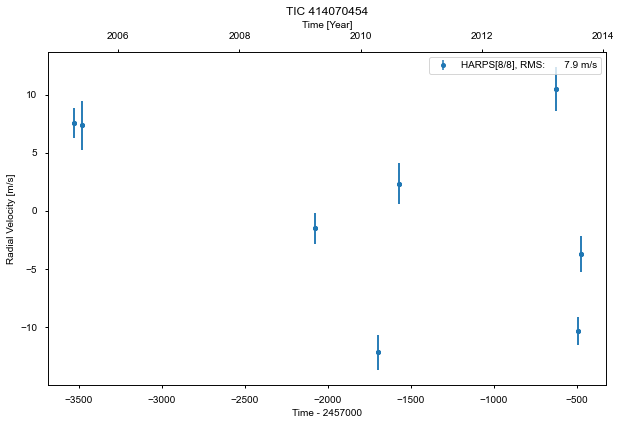 TIC 414070454
Time [Year]
2006 2008 2010 2012 2014
HARPS[8/8], RMS: 7.9 m/s
Radial Velocity [m/s]
10
5
0
−5
−10
−3500 −3000 −2500 −2000 −1500 −1000 −500
Time - 2457000